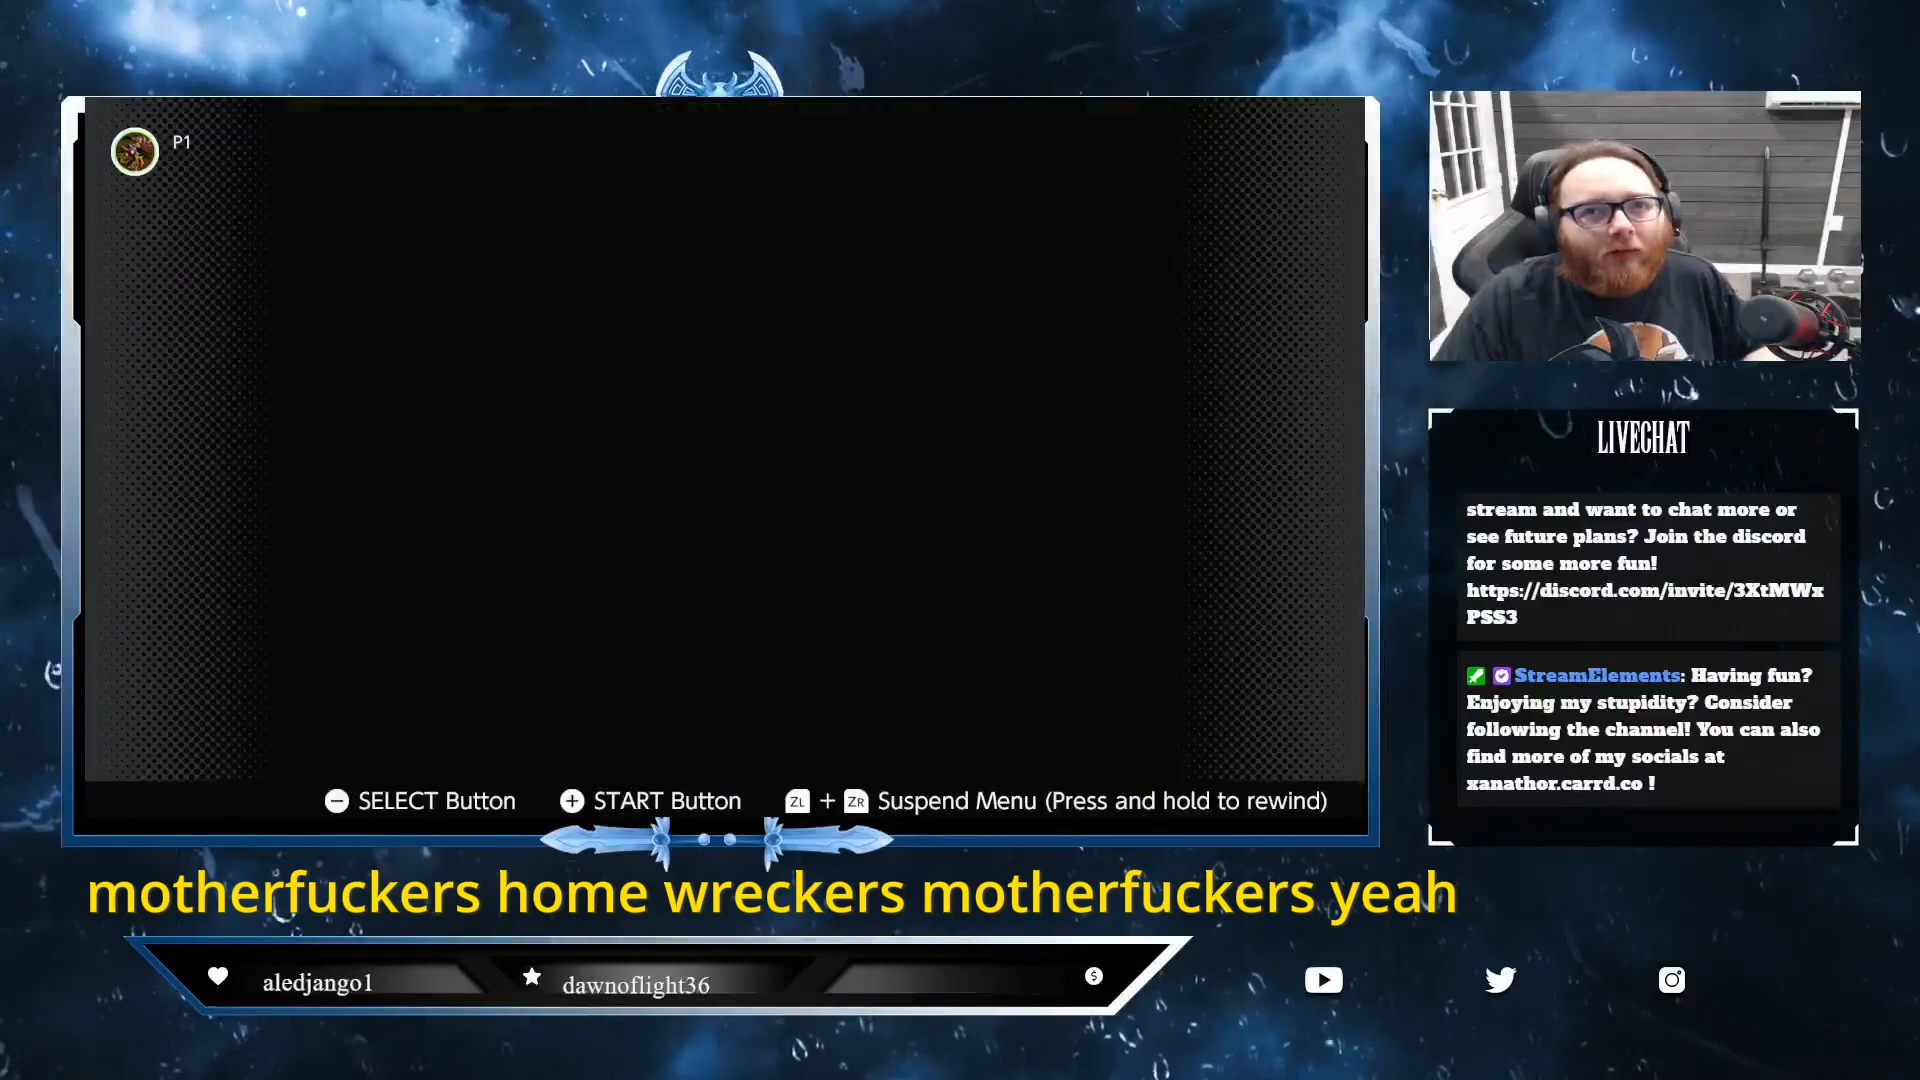 P1
SELECT Button
START Button
ZL + ZR Suspend Menu (Press and hold to rewind)
LIVECHAT
stream and want to chat more or
see future plans? Join the discord
for some more fun!
https://discord.com/invite/3XtMWx
PSS3
StreamElements: Having fun?
Enjoying my stupidity? Consider
following the channel! You can also
find more of my socials at
xanathor.carrd.co !
motherfuckers home wreckers motherfuckers yeah
aledjango1
dawnoflight36